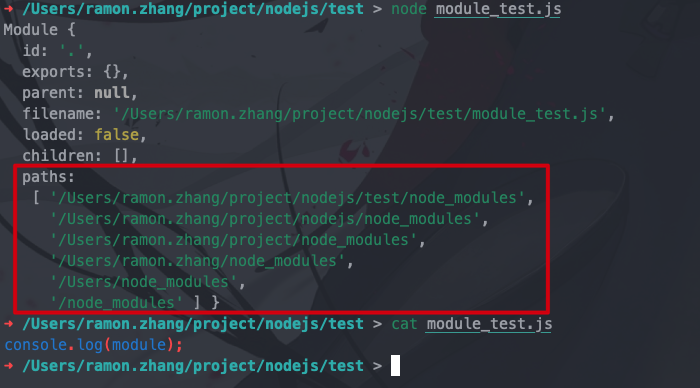 ➜ /Users/ramon.zhang/project/nodejs/test > node module_test.js
Module {
  id: '.',
  exports: {},
  parent: null,
  filename: '/Users/ramon.zhang/project/nodejs/test/module_test.js',
  loaded: false,
  children: [],
  paths:
   [ '/Users/ramon.zhang/project/nodejs/test/node_modules',
     '/Users/ramon.zhang/project/nodejs/node_modules',
     '/Users/ramon.zhang/project/node_modules',
     '/Users/ramon.zhang/node_modules',
     '/Users/node_modules',
     '/node_modules' ] }
➜ /Users/ramon.zhang/project/nodejs/test > cat module_test.js
console.log(module);
➜ /Users/ramon.zhang/project/nodejs/test >